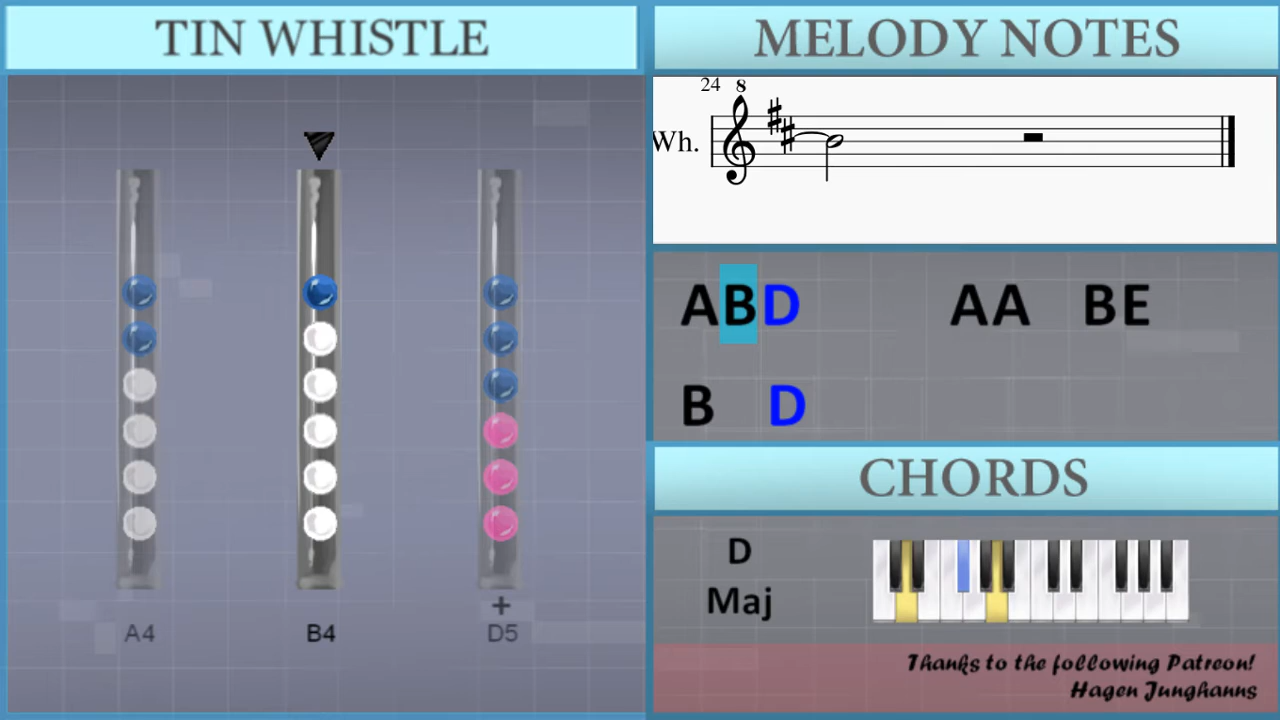 TIN WHISTLE
MELODY NOTES
24 8
Wh.
A B D AA BE
B D
CHORDS
D
Maj
+
A4 B4 D5
Thanks to the following Patreon!
Hagen Junghanns